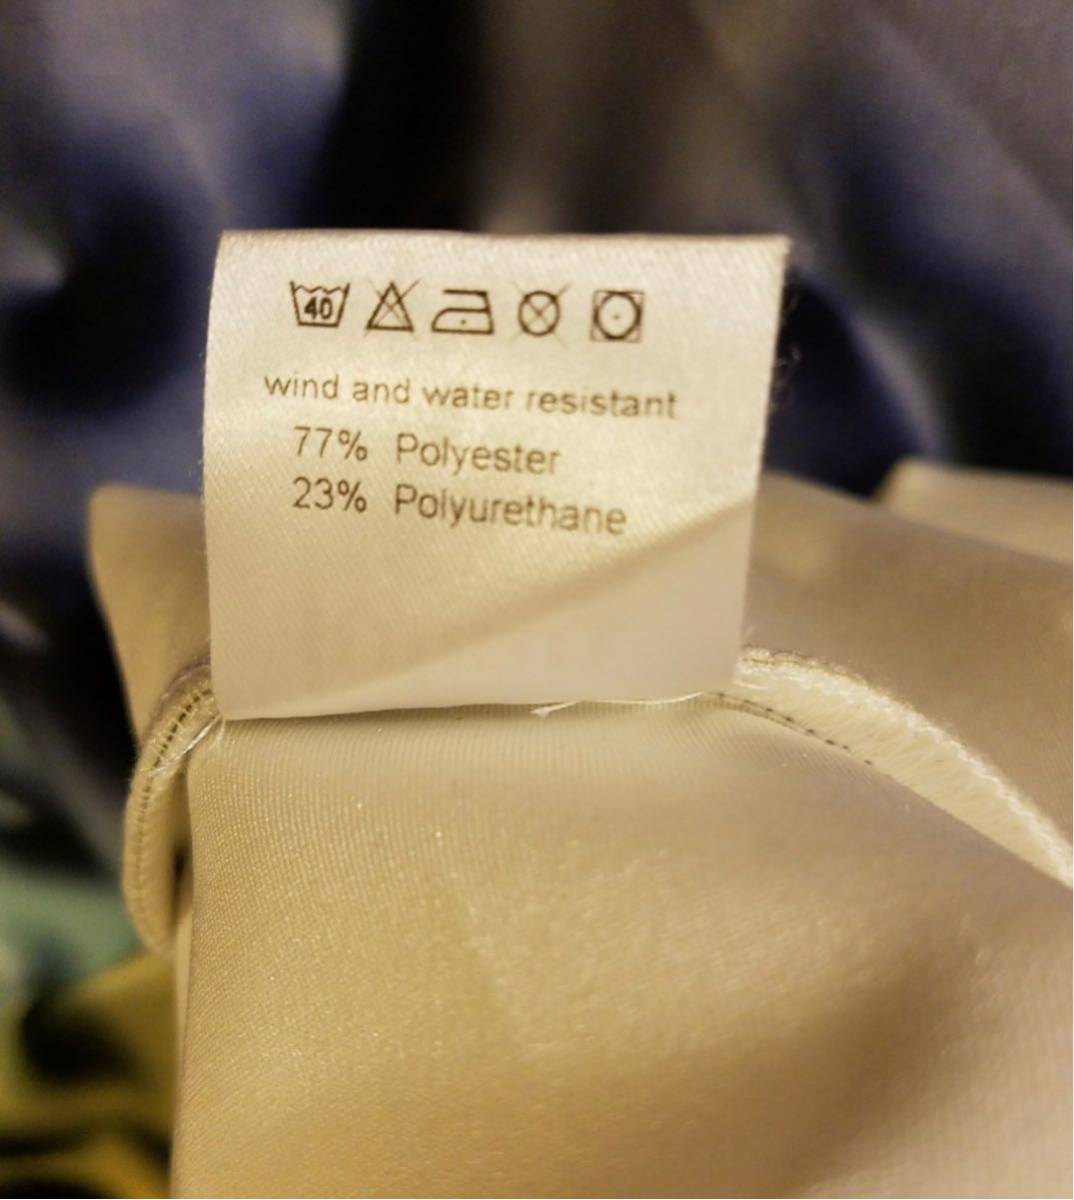 40
wind and water resistant
77% Polyester
23% Polyurethane